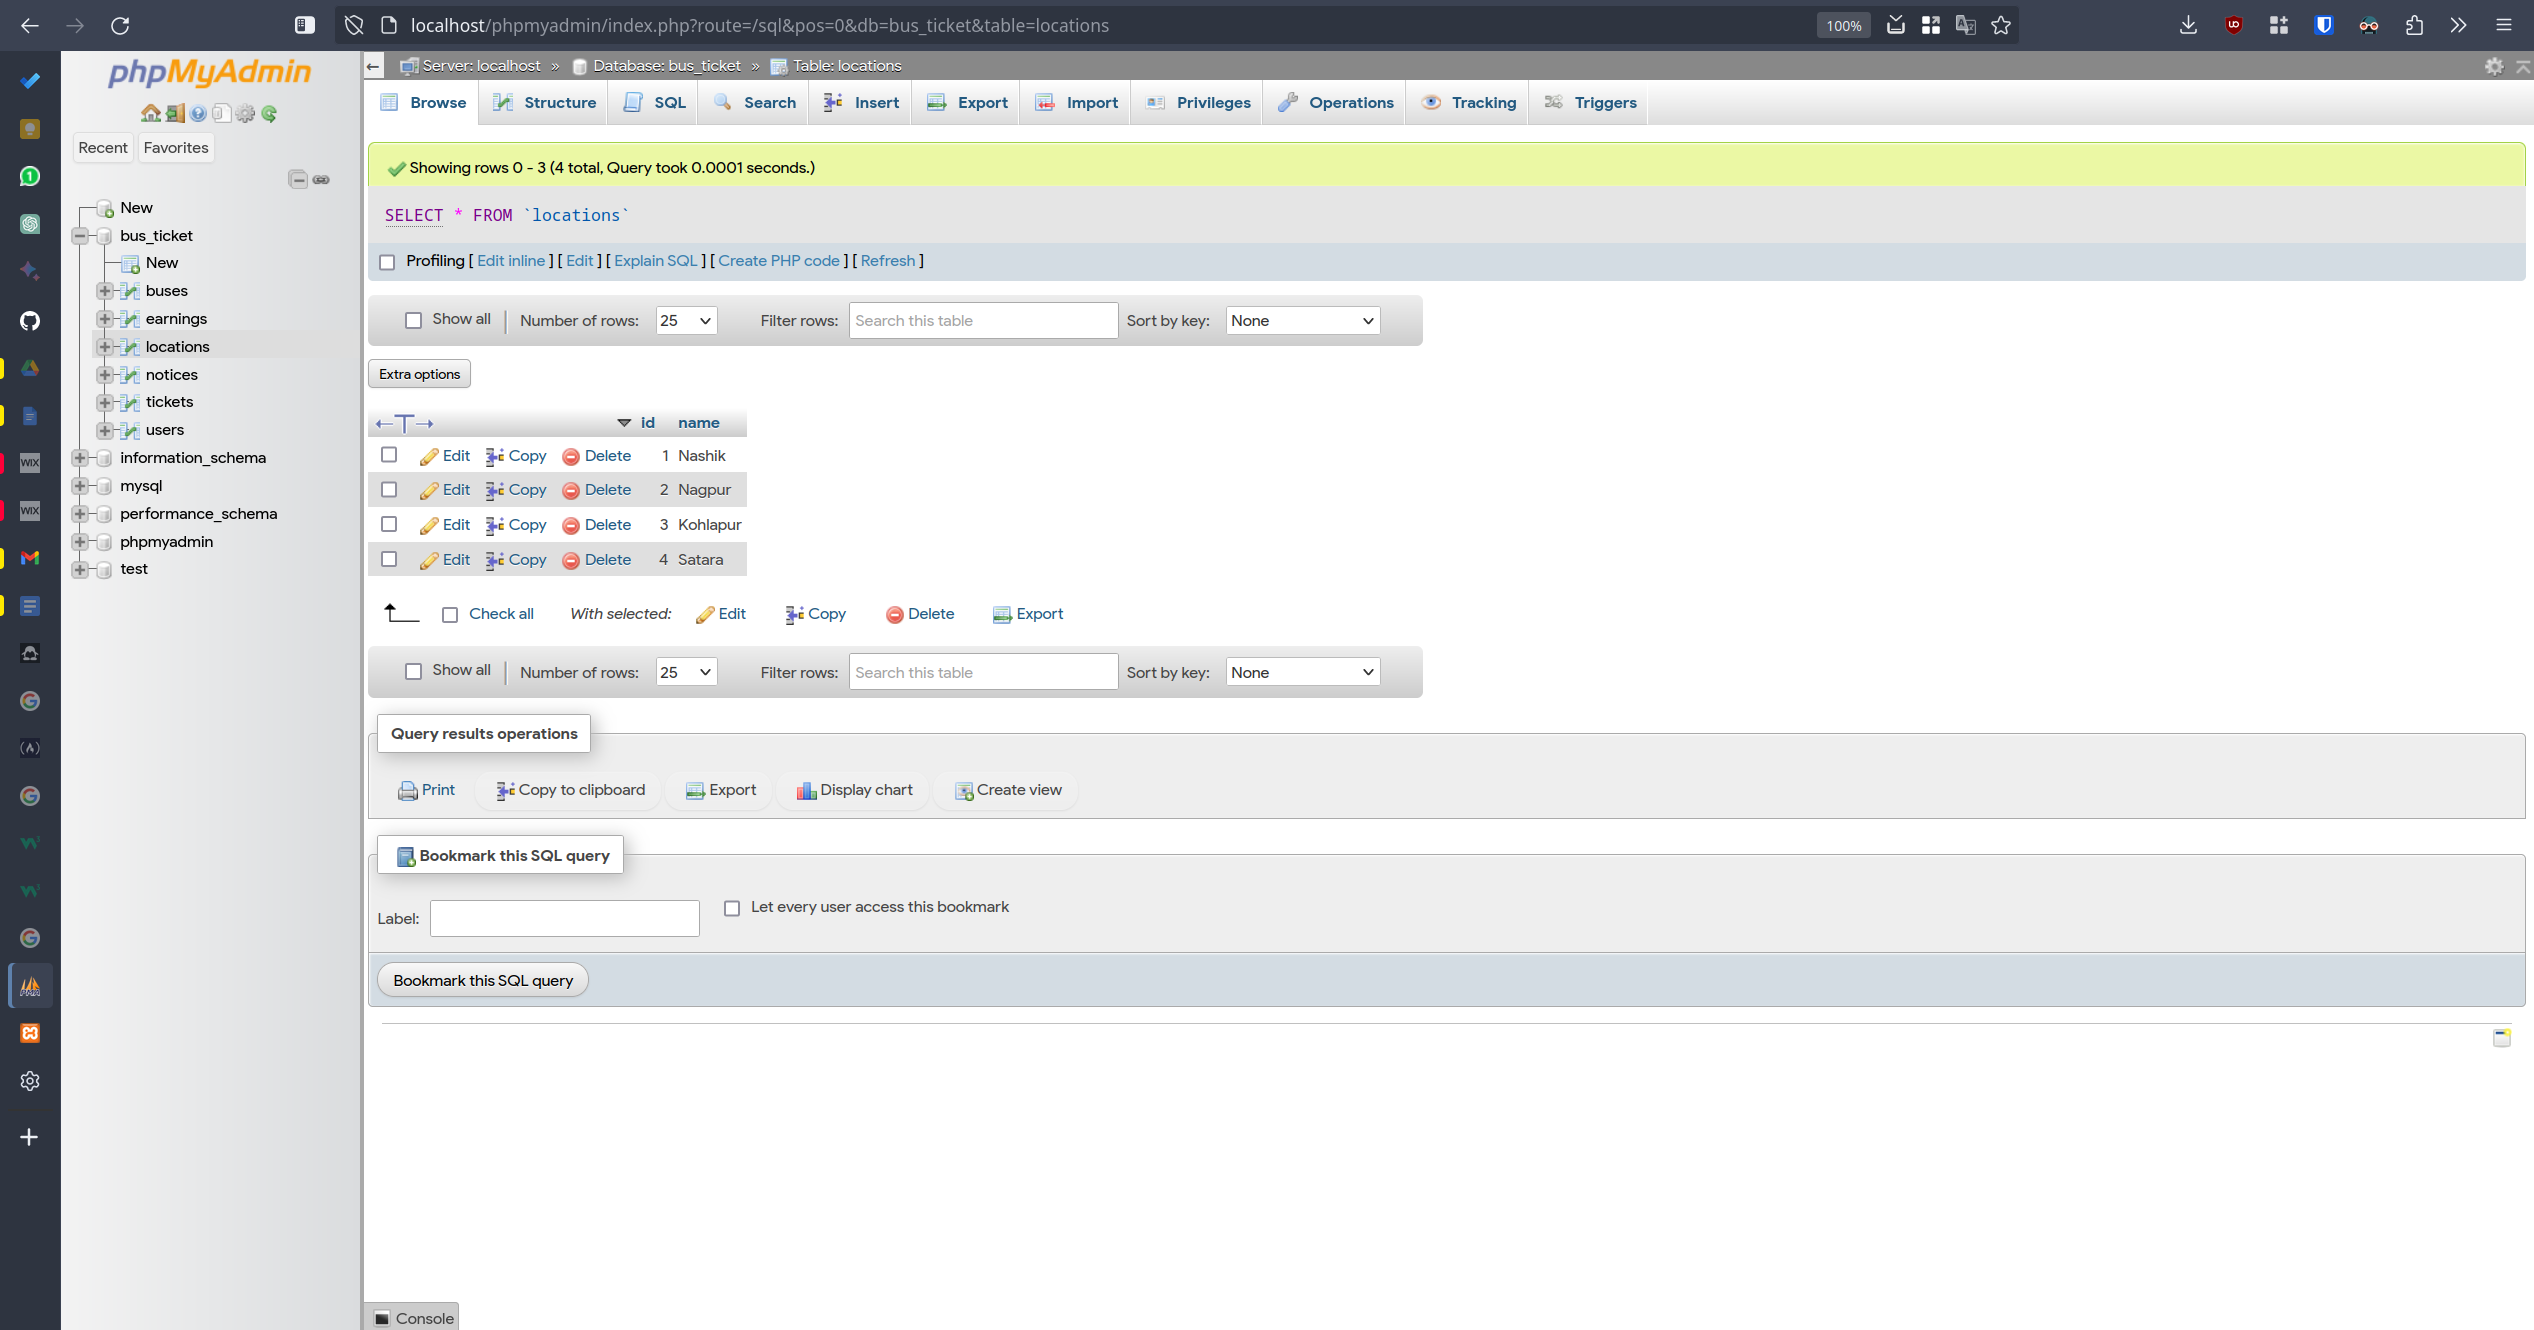 localhost/phpmyadmin/index.php?route=/sql&pos=0&db=bus_ticket&table=locations
100%
phpMyAdmin
Recent Favorites
New
bus_ticket
New
buses
earnings
locations
notices
tickets
users
information_schema
mysql
performance_schema
phpmyadmin
test
Server: localhost » Database: bus_ticket » Table: locations
Browse Structure SQL Search Insert Export Import Privileges Operations Tracking Triggers
Showing rows 0 - 3 (4 total, Query took 0.0001 seconds.)
SELECT * FROM `locations`
Profiling [ Edit inline ] [ Edit ] [ Explain SQL ] [ Create PHP code ] [ Refresh ]
Show all Number of rows: 25 Filter rows: Search this table Sort by key: None
Extra options
id name
Edit Copy Delete 1 Nashik
Edit Copy Delete 2 Nagpur
Edit Copy Delete 3 Kohlapur
Edit Copy Delete 4 Satara
Check all With selected: Edit Copy Delete Export
Show all Number of rows: 25 Filter rows: Search this table Sort by key: None
Query results operations
Print Copy to clipboard Export Display chart Create view
Bookmark this SQL query
Label: Let every user access this bookmark
Bookmark this SQL query
Console
1
WIX
WIX
PMA